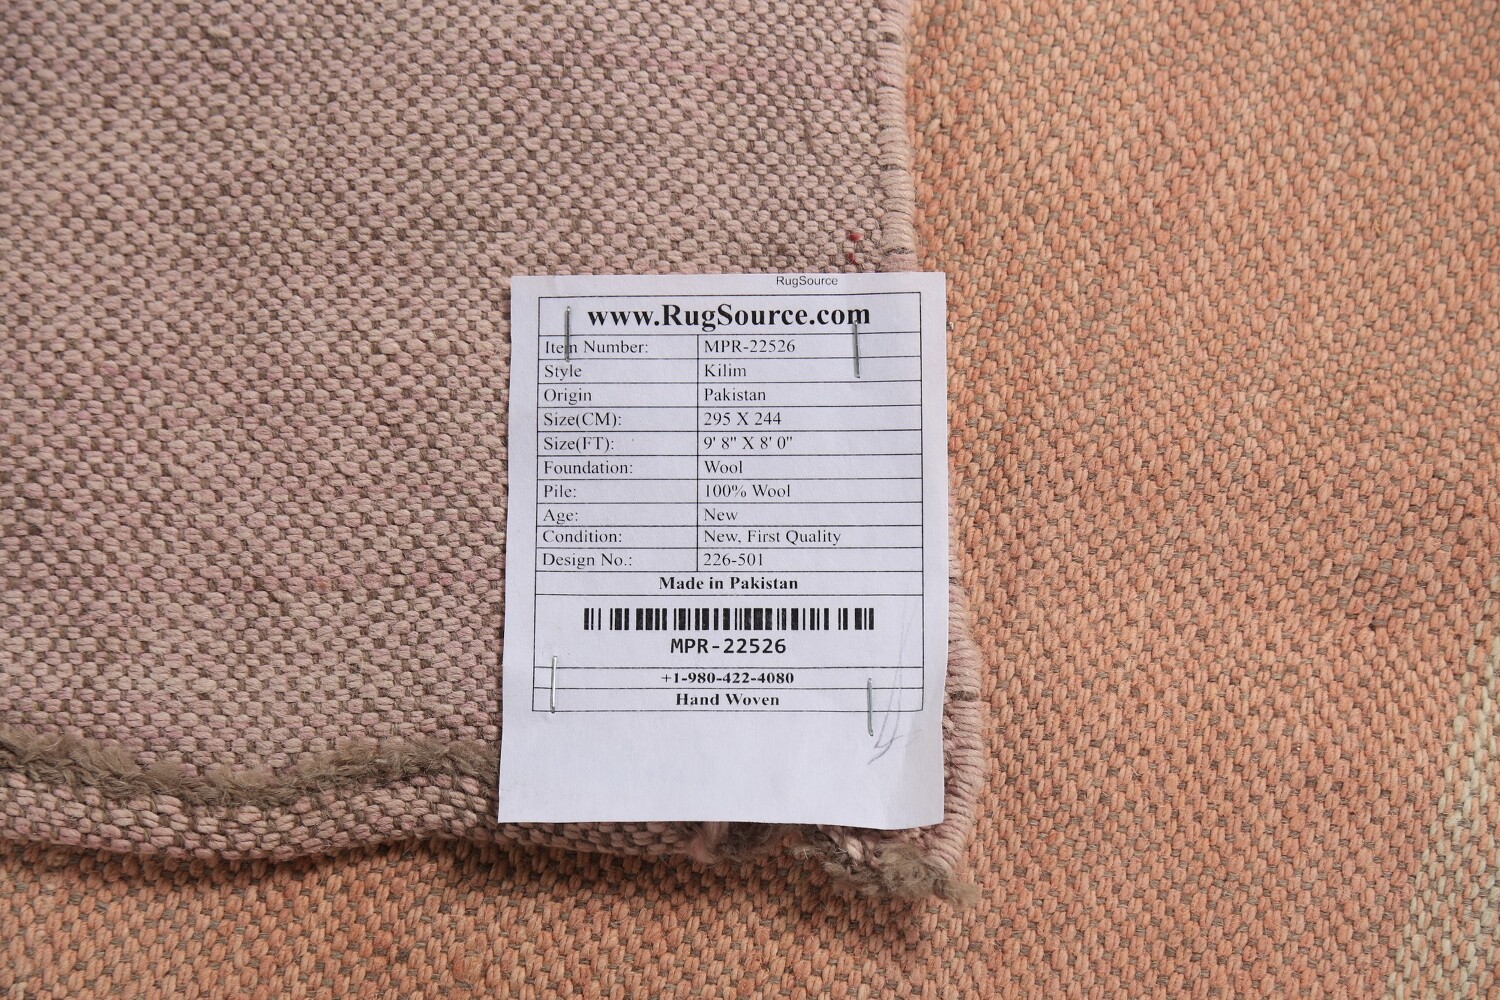 RugSource
www.RugSource.com
Item Number: MPR-22526
Style Kilim
Origin Pakistan
Size(CM): 295 X 244
Size(FT): 9' 8" X 8' 0"
Foundation: Wool
Pile: 100% Wool
Age: New
Condition: New, First Quality
Design No.: 226-501
Made in Pakistan
MPR-22526
+1-980-422-4080
Hand Woven